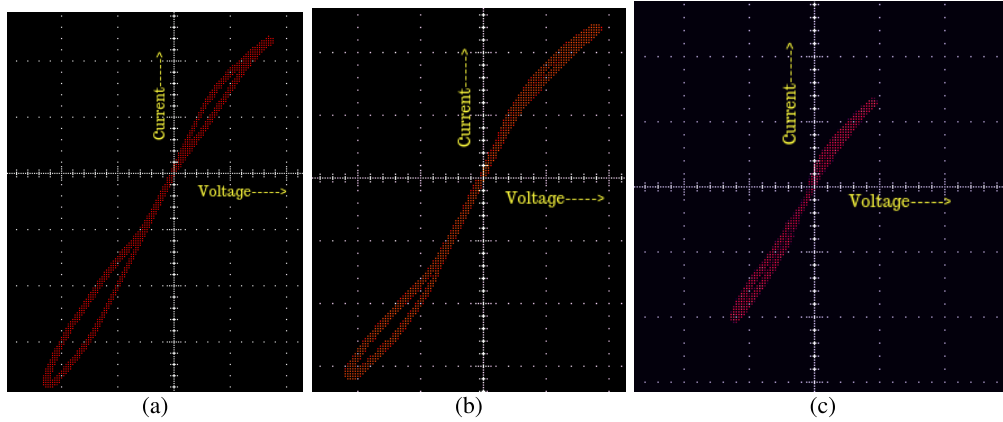 Current----->
Voltage----->
(a)
Current----->
Voltage----->
(b)
Current----->
Voltage----->
(c)